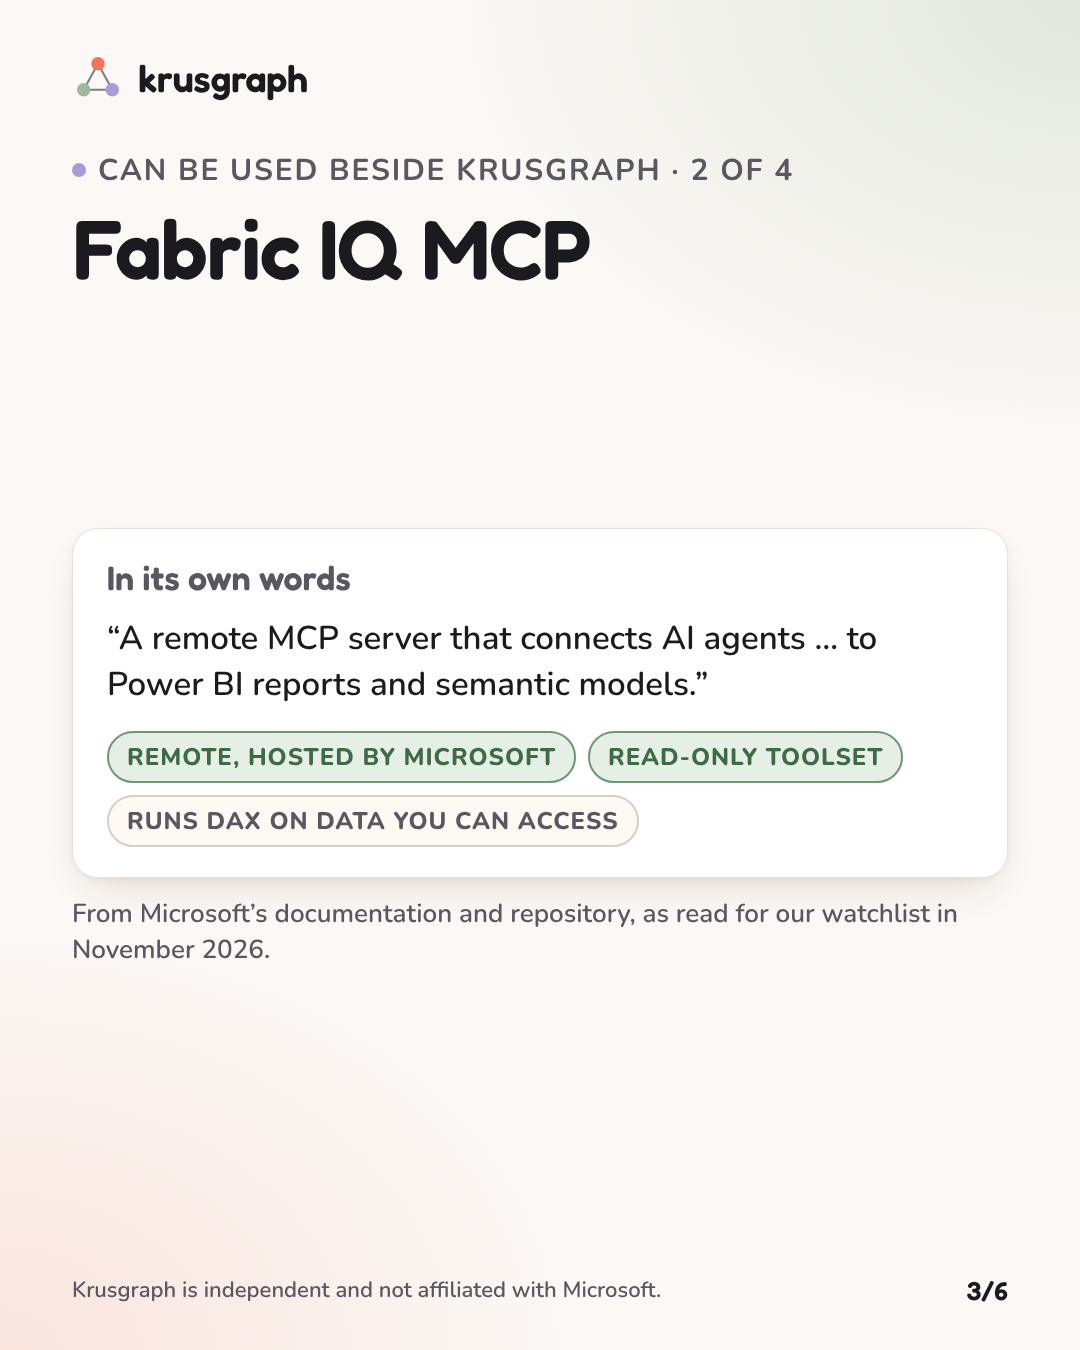 krusgraph
CAN BE USED BESIDE KRUSGRAPH · 2 OF 4
Fabric IQ MCP
In its own words
“A remote MCP server that connects AI agents … to
Power BI reports and semantic models.”
REMOTE, HOSTED BY MICROSOFT
READ-ONLY TOOLSET
RUNS DAX ON DATA YOU CAN ACCESS
From Microsoft’s documentation and repository, as read for our watchlist in
November 2026.
Krusgraph is independent and not affiliated with Microsoft.
3/6